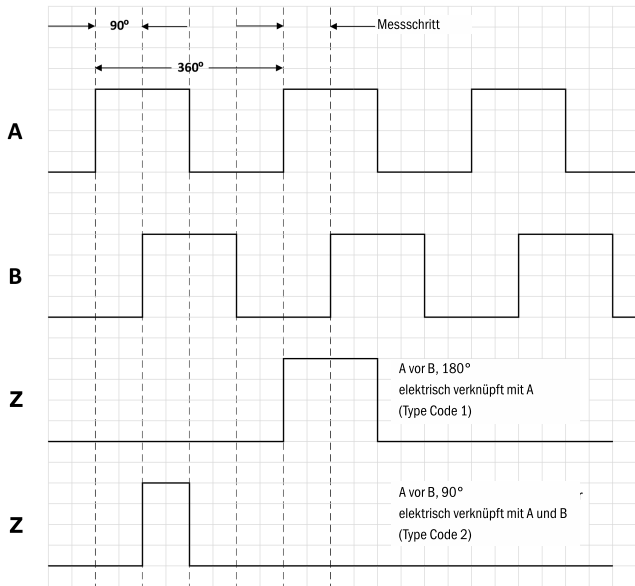 90°
Messschritt
360°
A
B
Z
A vor B, 180°
elektrisch verknüpft mit A
(Type Code 1)
Z
A vor B, 90°
elektrisch verknüpft mit A und B
(Type Code 2)